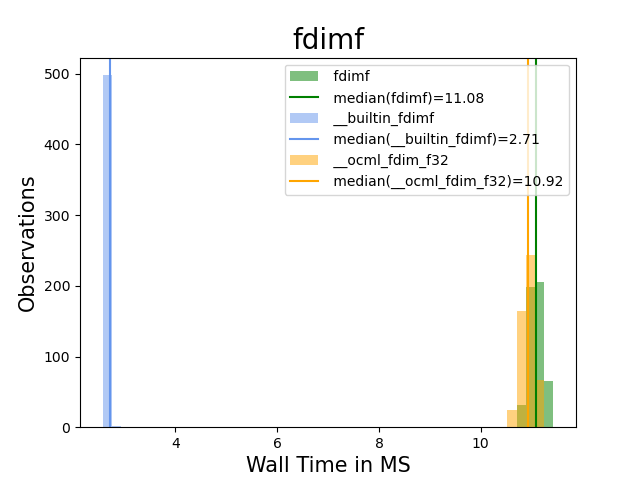 fdimf
500
400
300
200
100
0
Observations
fdimf
median(fdimf)=11.08
__builtin_fdimf
median(__builtin_fdimf)=2.71
__ocml_fdim_f32
median(__ocml_fdim_f32)=10.92
4 6 8 10
Wall Time in MS